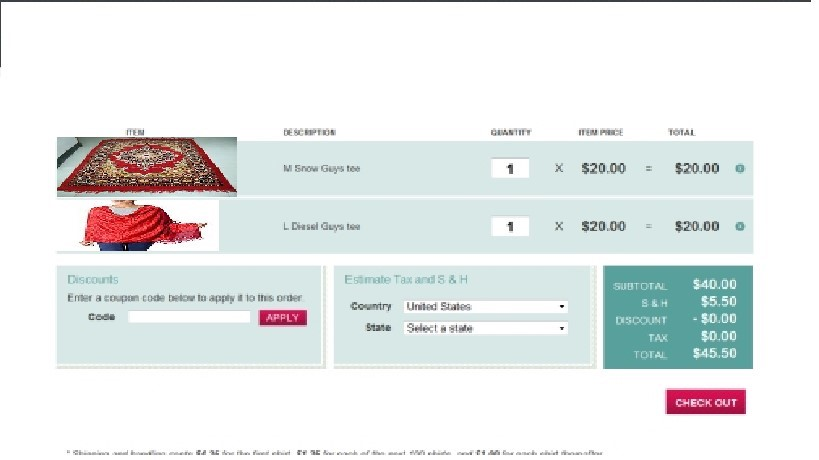 ITEM DESCRIPTION QUANTITY ITEM PRICE TOTAL
M Snow Guys tee 1 X $20.00 = $20.00
L Diesel Guys tee 1 X $20.00 = $20.00
Discounts
Enter a coupon code below to apply it to this order.
Code APPLY
Estimate Tax and S & H
Country United States
State Select a state
SUBTOTAL $40.00
S & H $5.50
DISCOUNT - $0.00
TAX $0.00
TOTAL $45.50
CHECK OUT
* Shipping and handling costs $4.25 for the first shirt, $1.25 for each of the next 100 shirts, and $1.00 for each shirt thereafter.